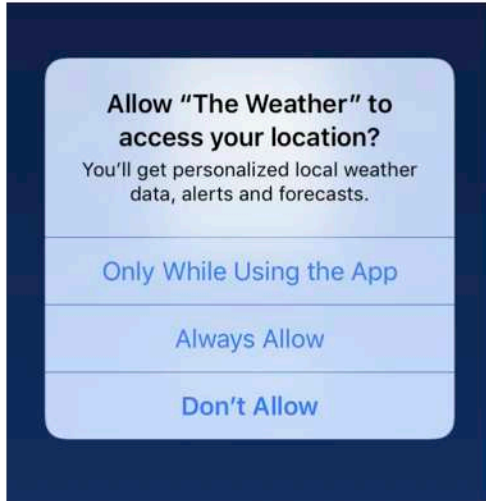 Allow “The Weather” to
access your location?
You’ll get personalized local weather
data, alerts and forecasts.
Only While Using the App
Always Allow
Don’t Allow